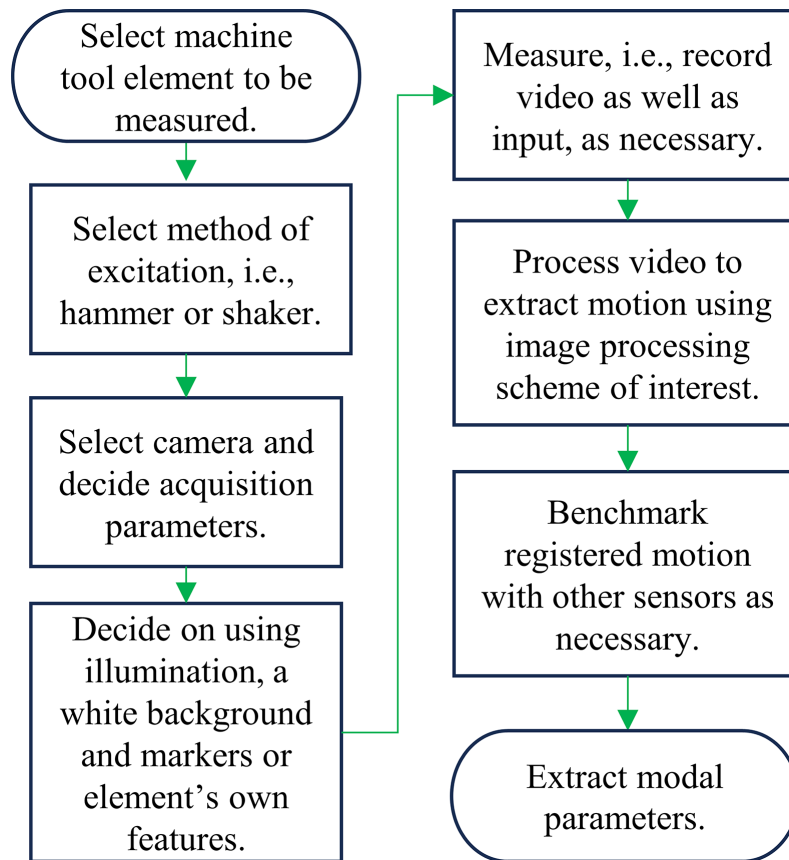 Select machine
tool element to be
measured.
Select method of
excitation, i.e.,
hammer or shaker.
Select camera and
decide acquisition
parameters.
Decide on using
illumination, a
white background
and markers or
element’s own
features.
Measure, i.e., record
video as well as
input, as necessary.
Process video to
extract motion using
image processing
scheme of interest.
Benchmark
registered motion
with other sensors as
necessary.
Extract modal
parameters.